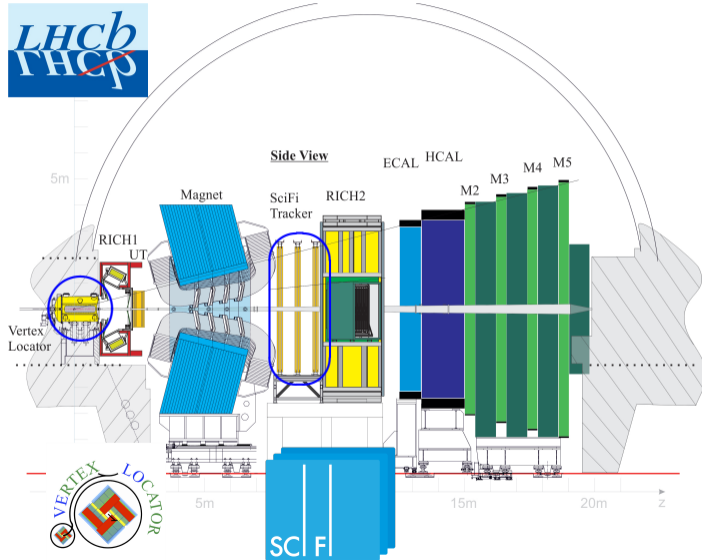 LHCb
LHCb
Side View
ECAL
HCAL
M5
M4
M3
M2
5m
Magnet
SciFi
Tracker
RICH2
RICH1
UT
Vertex
Locator
VERTEX LOCATOR
5m
15m
20m
z
SCIFI